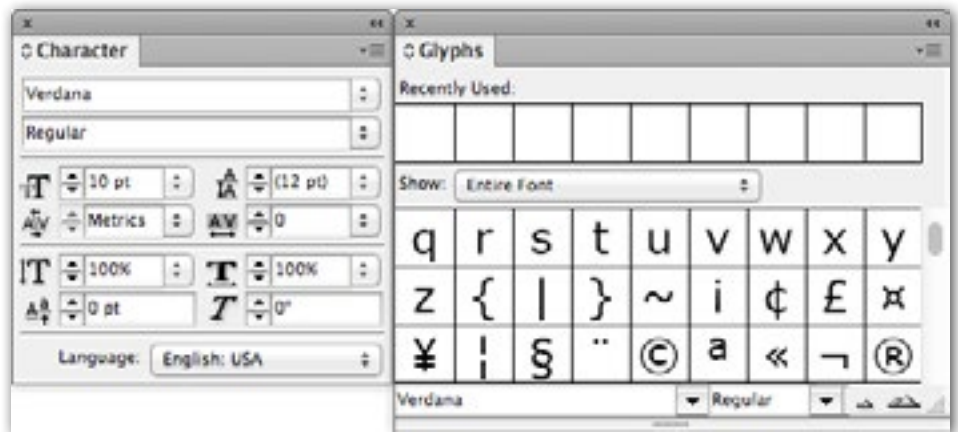 Character
Verdana
Regular
10 pt
(12 pt)
Metrics
0
100%
100%
0 pt
0°
Language: English: USA
Glyphs
Recently Used:
Show: Entire Font
q r s t u v w x y
z { | } ~ ¡ ¢ £ ¤
¥ ¦ § ¨ © ª « ¬ ®
Verdana Regular